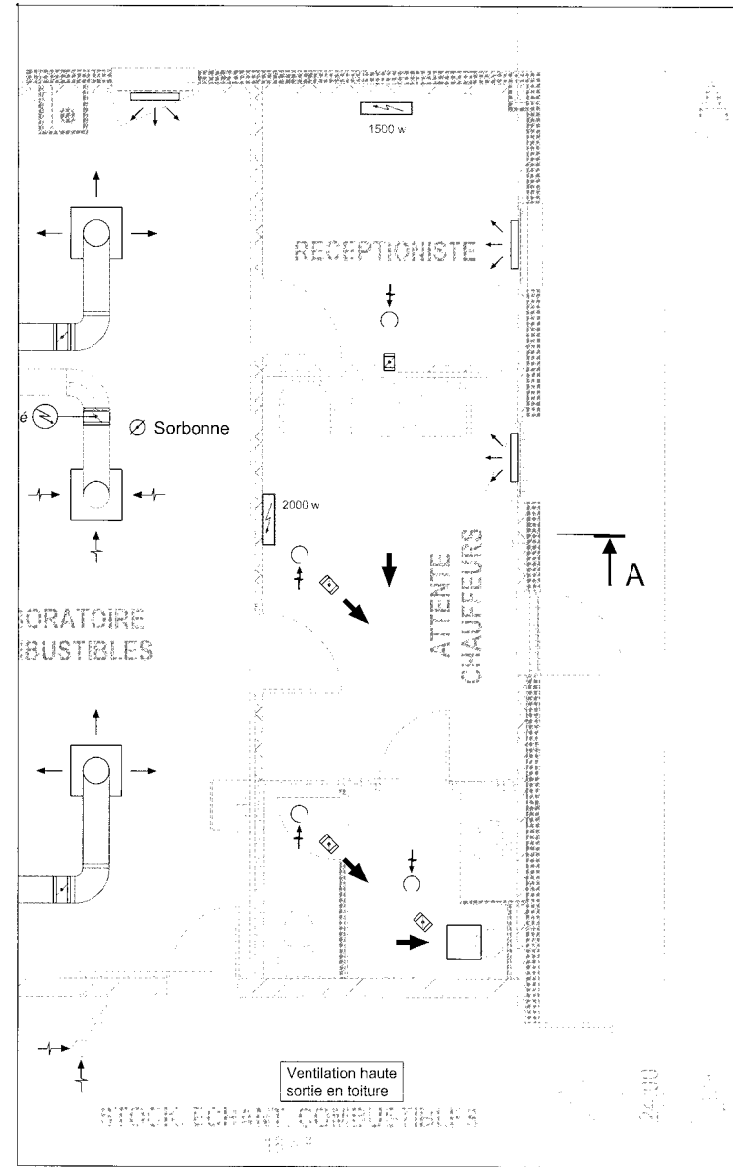 1500 w
RECEPTIONISTE
é
Sorbonne
2000 w
ATTENTE
CHAUFFEURS
A
ORATOIRE
BUSTIBLES
Ventilation haute
sortie en toiture
STOCK ECHANT. COMBUSTIBLES